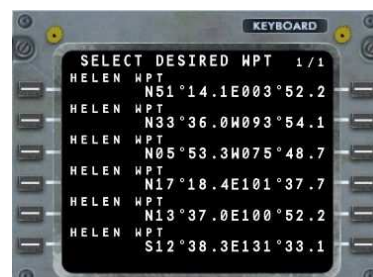 KEYBOARD
SELECT DESIRED WPT 1/1
HELEN WPT
N51°14.1E003°52.2
HELEN WPT
N33°36.0W093°54.1
HELEN WPT
N05°53.3W075°48.7
HELEN WPT
N17°18.4E101°37.7
HELEN WPT
N13°37.0E100°52.2
HELEN WPT
S12°38.3E131°33.1